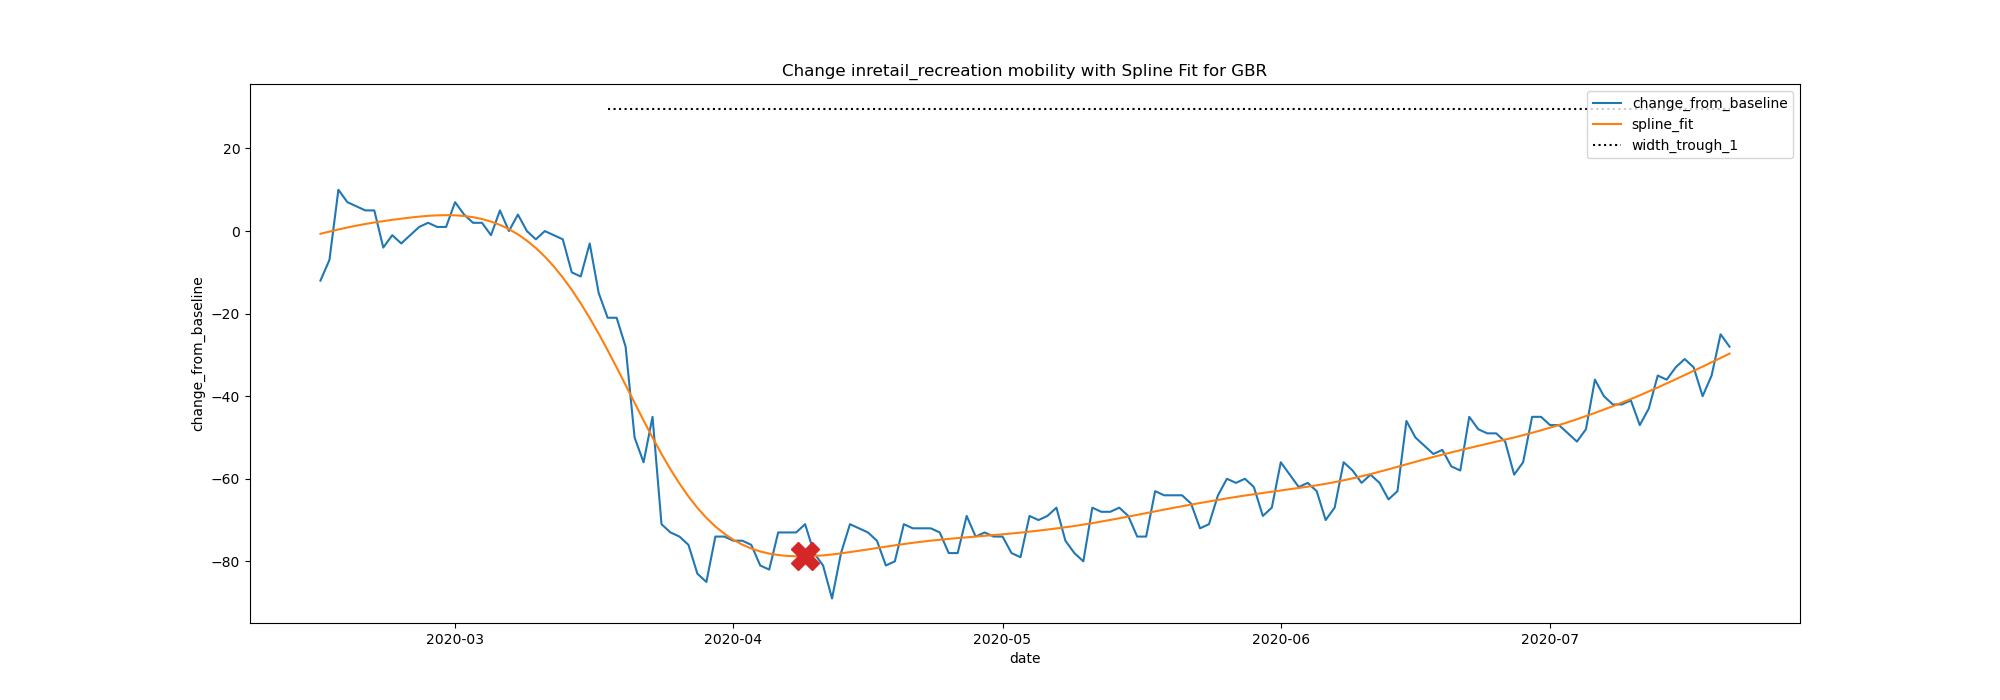 Change inretail_recreation mobility with Spline Fit for GBR
change_from_baseline
spline_fit
width_trough_1
20
0
−20
−40
−60
−80
change_from_baseline
2020-03
2020-04
2020-05
2020-06
2020-07
date